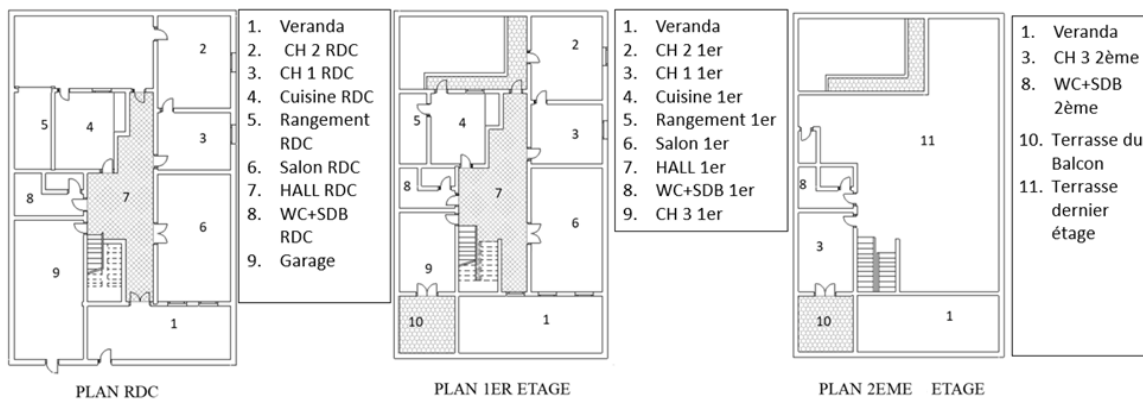 2
5
4
3
7
8
6
9
1
1. Veranda
2. CH 2 RDC
3. CH 1 RDC
4. Cuisine RDC
5. Rangement
RDC
6. Salon RDC
7. HALL RDC
8. WC+SDB
RDC
9. Garage
PLAN RDC
2
5
4
3
8
7
6
9
10
1
1. Veranda
2. CH 2 1er
3. CH 1 1er
4. Cuisine 1er
5. Rangement 1er
6. Salon 1er
7. HALL 1er
8. WC+SDB 1er
9. CH 3 1er
PLAN 1ER ETAGE
11
8
3
10
1
1. Veranda
3. CH 3 2ème
8. WC+SDB
2ème
10. Terrasse du
Balcon
11. Terrasse
dernier
étage
PLAN 2EME ETAGE